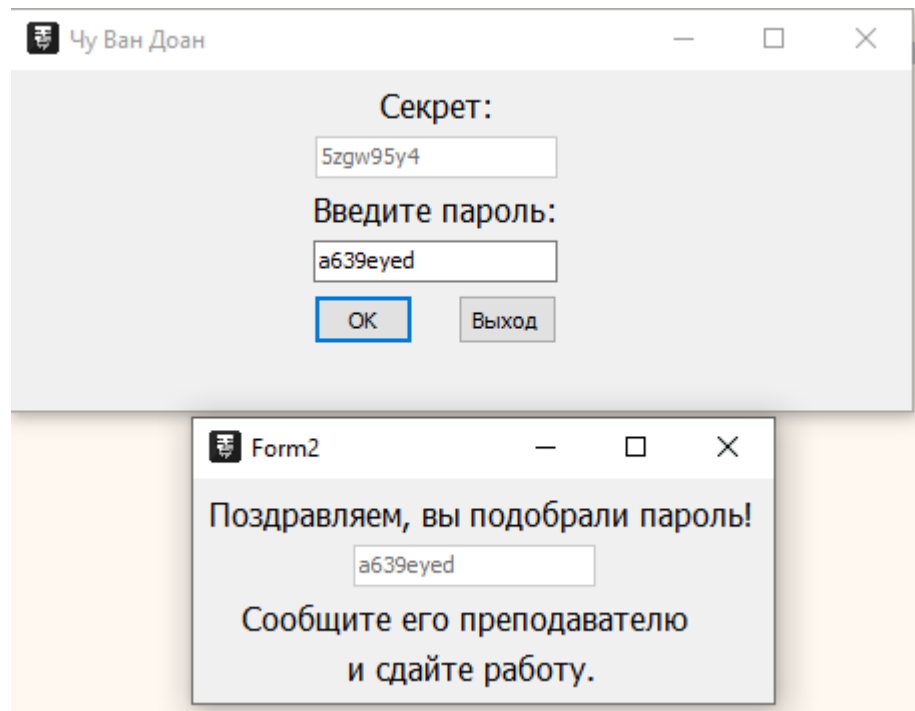 Чу Ван Доан
Секрет:
5zgw95y4
Введите пароль:
a639eyed
OK Выход
Form2
Поздравляем, вы подобрали пароль!
a639eyed
Сообщите его преподавателю
и сдайте работу.